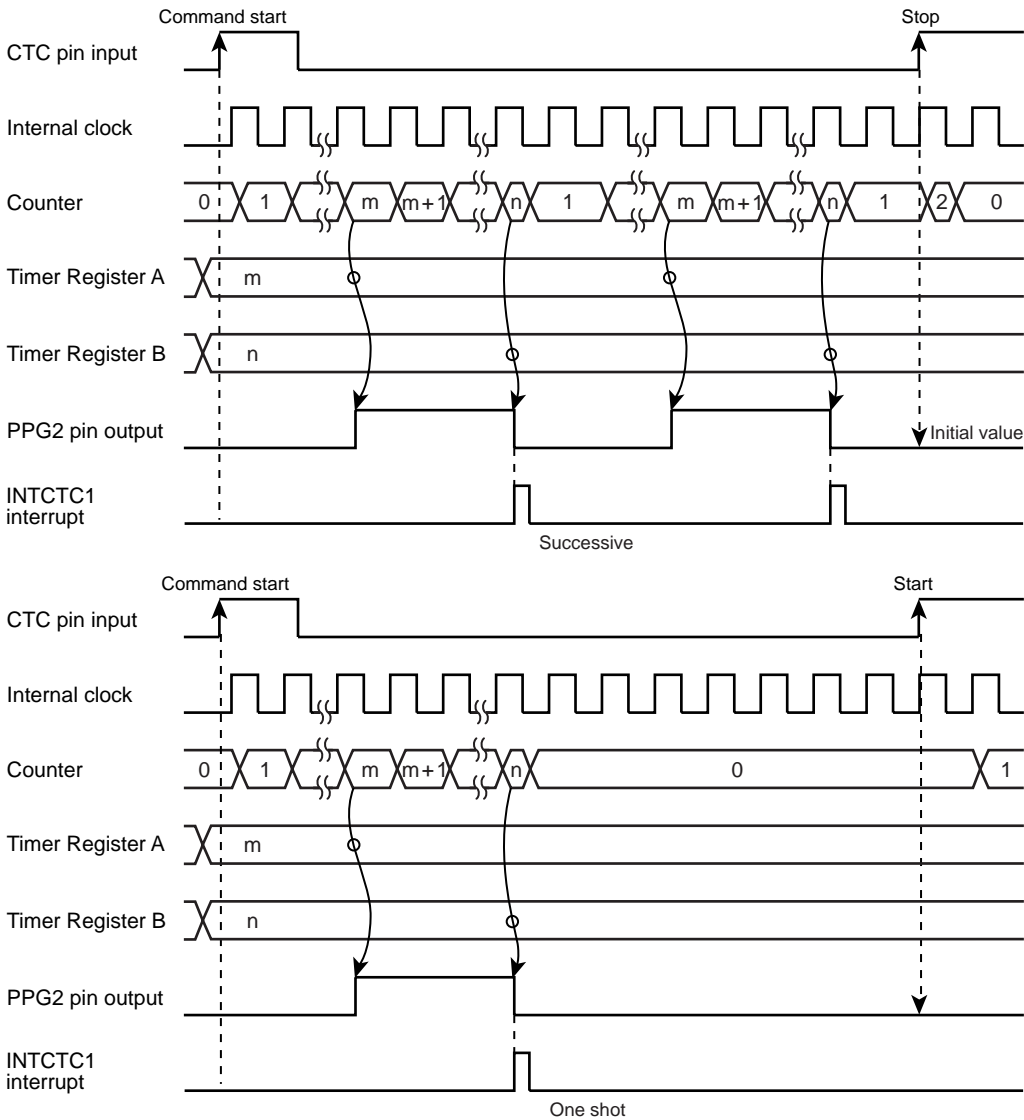 Command start Stop
CTC pin input
Internal clock
Counter 0 1 m m+1 n 1 m m+1 n 1 2 0
Timer Register A m
Timer Register B n
PPG2 pin output Initial value
INTCTC1
interrupt
Successive
Command start Start
CTC pin input
Internal clock
Counter 0 1 m m+1 n 0 1
Timer Register A m
Timer Register B n
PPG2 pin output
INTCTC1
interrupt
One shot